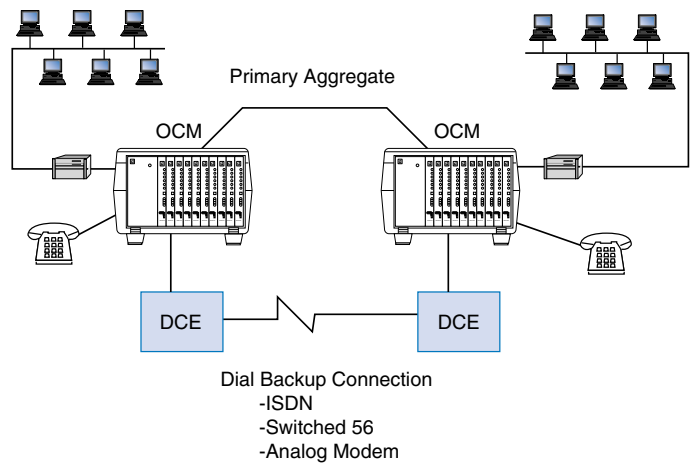 Primary Aggregate
OCM
OCM
DCE
DCE
Dial Backup Connection
-ISDN
-Switched 56
-Analog Modem